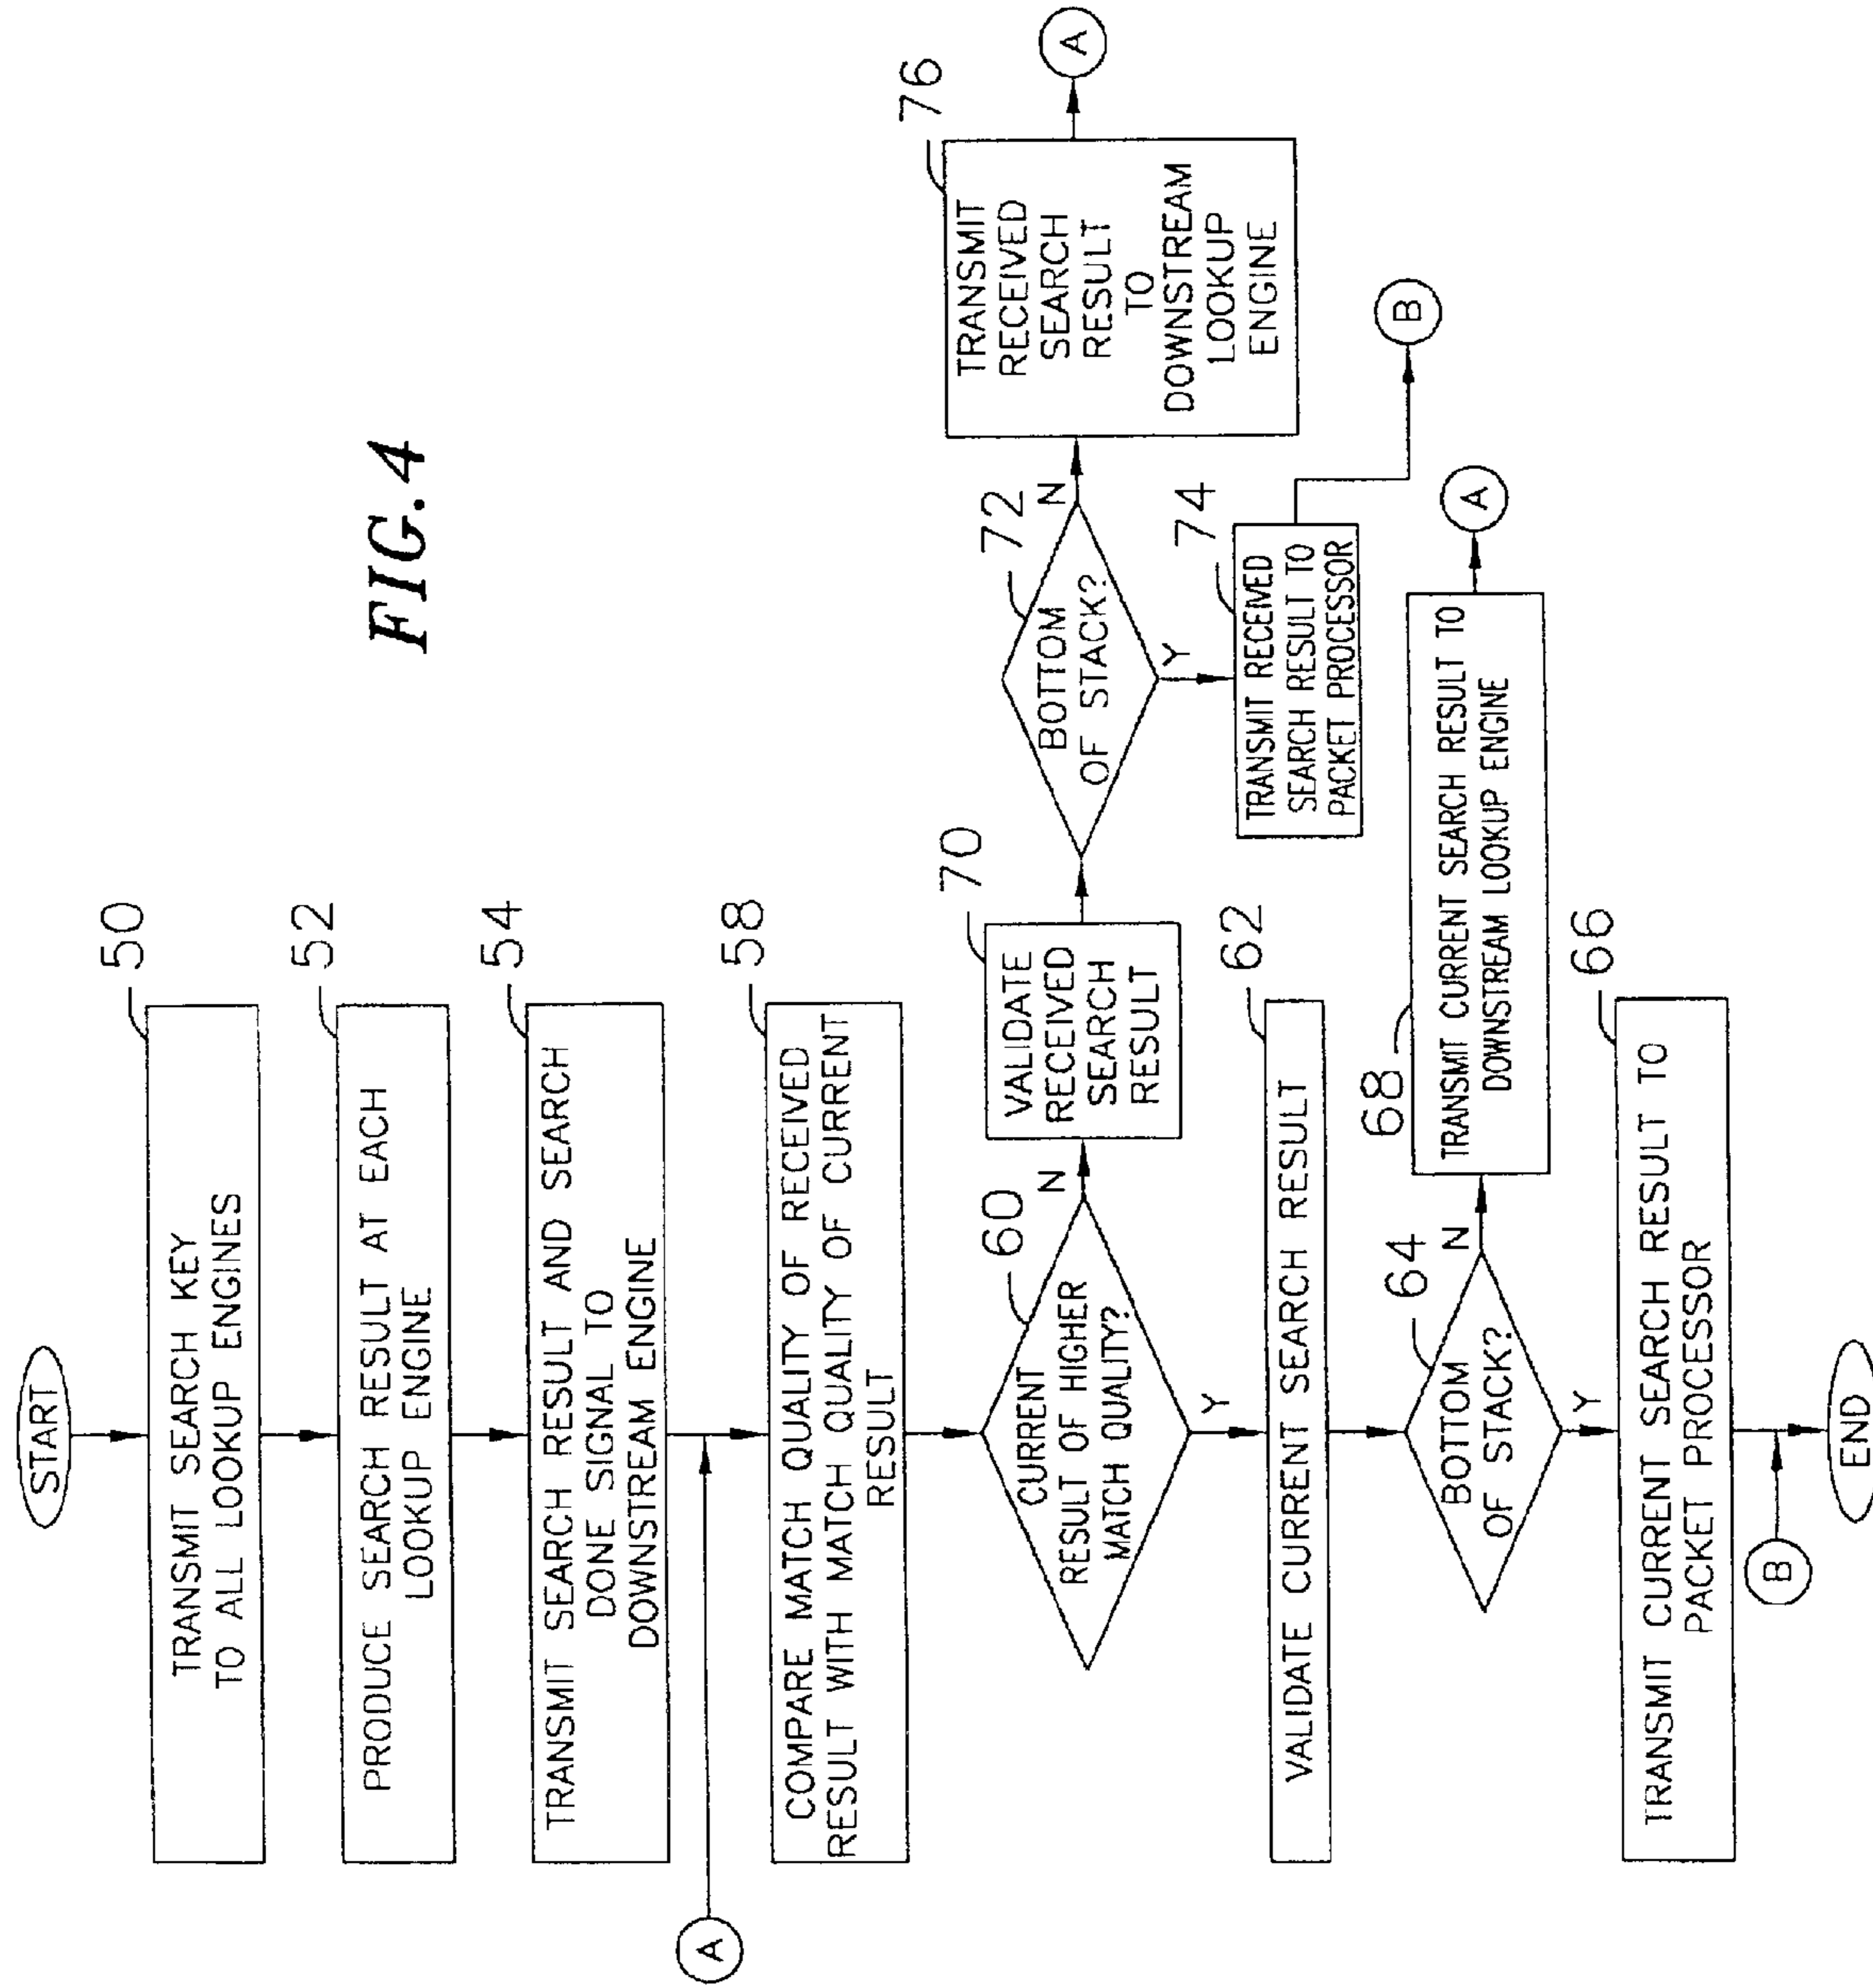 FIG.4
START
50
TRANSMIT SEARCH KEY
TO ALL LOOKUP ENGINES
52
PRODUCE SEARCH RESULT AT EACH
LOOKUP ENGINE
54
TRANSMIT SEARCH RESULT AND SEARCH
DONE SIGNAL TO
DOWNSTREAM ENGINE
A
58
COMPARE MATCH QUALITY OF RECEIVED
RESULT WITH MATCH QUALITY OF CURRENT
RESULT
60
CURRENT
RESULT OF HIGHER
MATCH QUALITY?
N
Y
70
VALIDATE
RECEIVED
SEARCH
RESULT
72
BOTTOM
OF STACK?
N
Y
76
TRANSMIT
RECEIVED
SEARCH
RESULT
TO
DOWNSTREAM
LOOKUP
ENGINE
A
74
TRANSMIT RECEIVED
SEARCH RESULT TO
PACKET PROCESSOR
B
62
VALIDATE CURRENT SEARCH RESULT
64
BOTTOM
OF STACK?
N
Y
68
TRANSMIT CURRENT SEARCH RESULT TO
DOWNSTREAM LOOKUP ENGINE
A
66
TRANSMIT CURRENT SEARCH RESULT TO
PACKET PROCESSOR
B
END